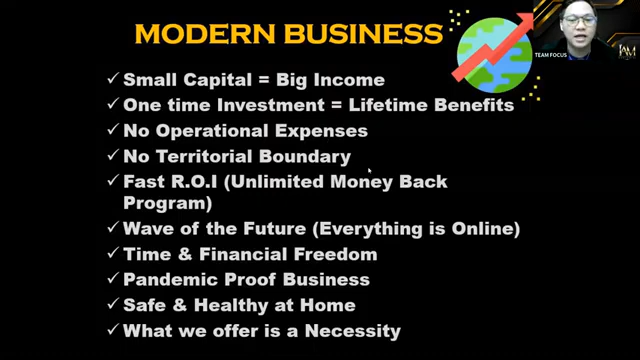 MODERN BUSINESS
TEAM FOCUS
IAM
✓ Small Capital = Big Income
✓ One time Investment = Lifetime Benefits
✓ No Operational Expenses
✓ No Territorial Boundary
✓ Fast R.O.I (Unlimited Money Back
Program)
✓ Wave of the Future (Everything is Online)
✓ Time & Financial Freedom
✓ Pandemic Proof Business
✓ Safe & Healthy at Home
✓ What we offer is a Necessity